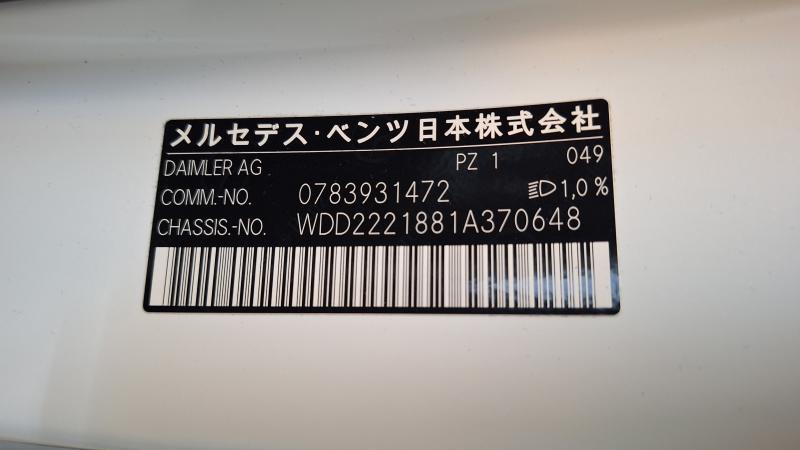 メルセデス・ベンツ日本株式会社
DAIMLER AG PZ 1 049
COMM.-NO. 0783931472 1,0%
CHASSIS.-NO. WDD2221881A370648